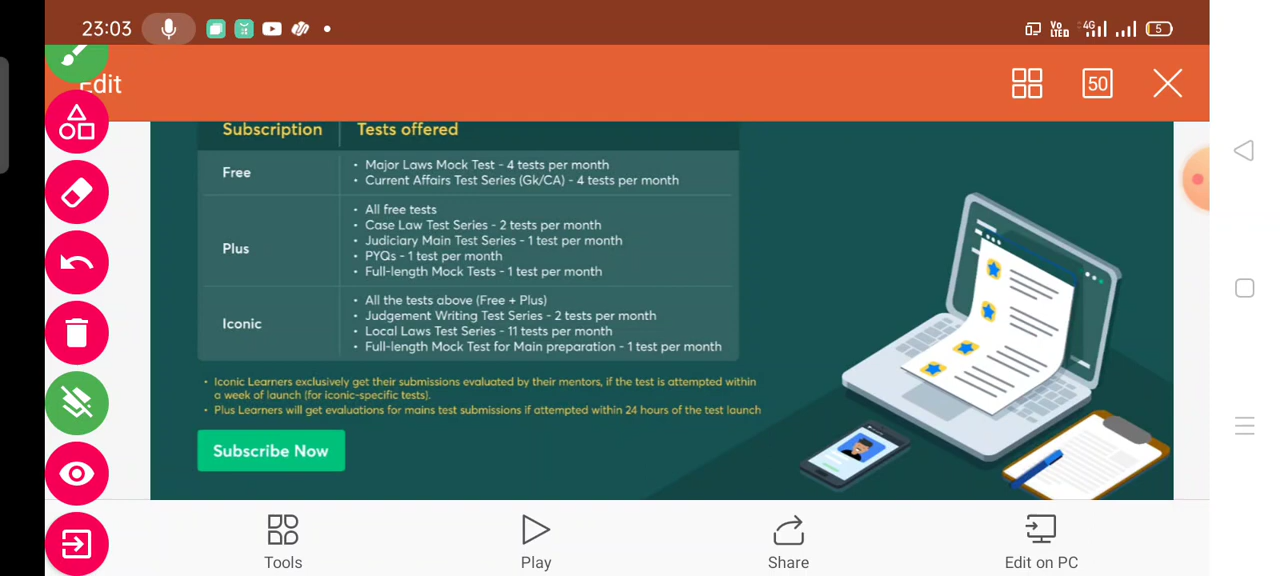 23:03
Vo LTED 4G 5
Edit 50
Subscription Tests offered
Free
• Major Laws Mock Test - 4 tests per month
• Current Affairs Test Series (Gk/CA) - 4 tests per month
Plus
• All free tests
• Case Law Test Series - 2 tests per month
• Judiciary Main Test Series - 1 test per month
• PYQs - 1 test per month
• Full-length Mock Tests - 1 test per month
Iconic
• All the tests above (Free + Plus)
• Judgement Writing Test Series - 2 tests per month
• Local Laws Test Series - 11 tests per month
• Full-length Mock Test for Main preparation - 1 test per month
• Iconic Learners exclusively get their submissions evaluated by their mentors, if the test is attempted within
a week of launch (for iconic-specific tests).
• Plus Learners will get evaluations for mains test submissions if attempted within 24 hours of the test launch
Subscribe Now
Tools Play Share Edit on PC